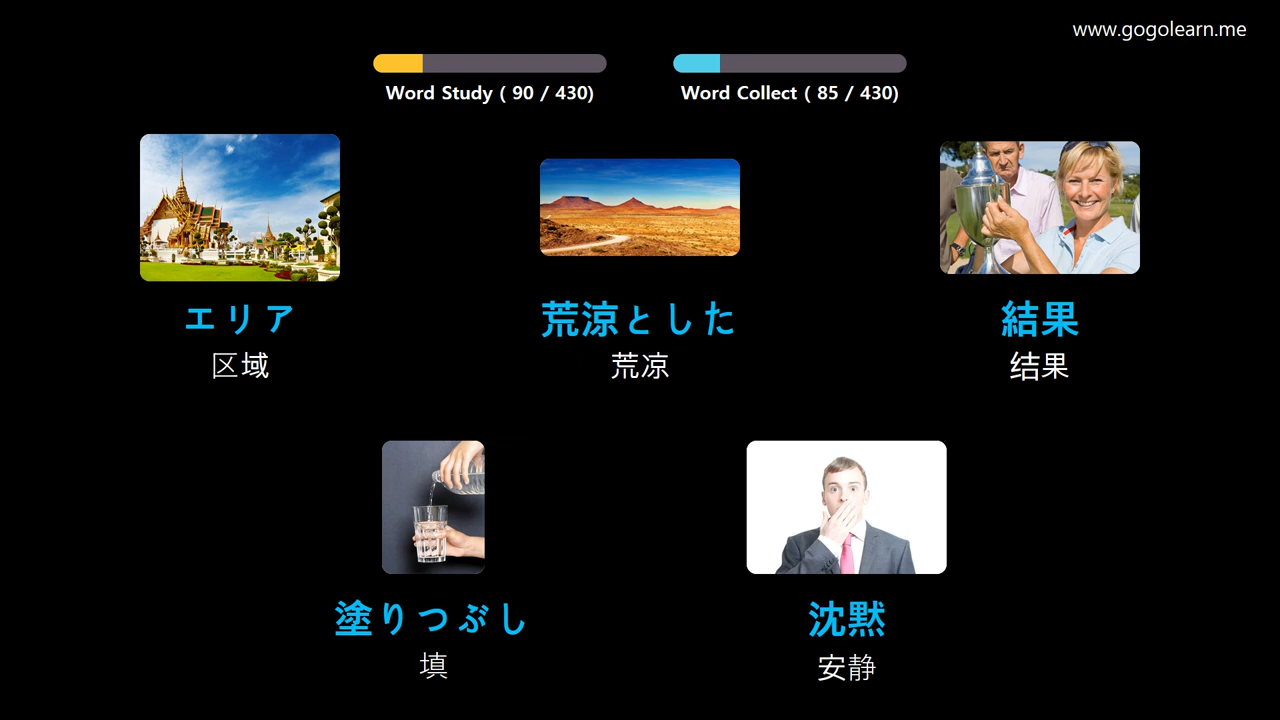 www.gogolearn.me
Word Study ( 90 / 430)
Word Collect ( 85 / 430)
エリア
区域
荒涼とした
荒凉
結果
结果
塗りつぶし
填
沈黙
安静